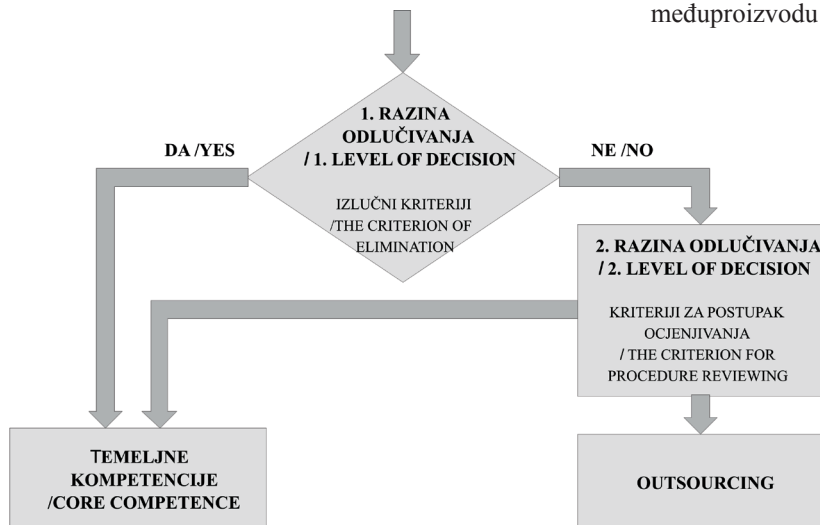 međuproizvodu
1. RAZINA
ODLUČIVANJA
/ 1. LEVEL OF DECISION
DA /YES
NE /NO
IZLUČNI KRITERIJI
/THE CRITERION OF
ELIMINATION
2. RAZINA ODLUČIVANJA
/ 2. LEVEL OF DECISION
KRITERIJI ZA POSTUPAK
OCJENJIVANJA
/ THE CRITERION FOR
PROCEDURE REVIEWING
TEMELJNE
KOMPETENCIJE
/CORE COMPETENCE
OUTSOURCING